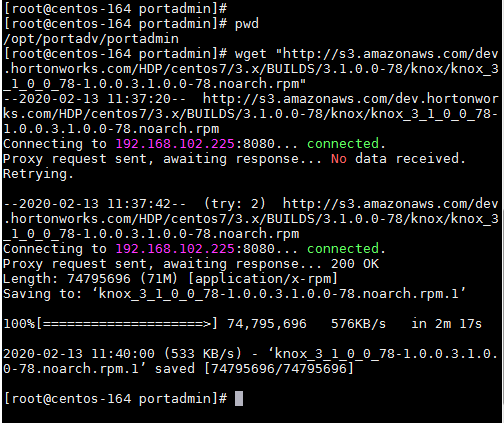 [root@centos-164 portadmin]#
[root@centos-164 portadmin]# pwd
/opt/portadv/portadmin
[root@centos-164 portadmin]# wget "http://s3.amazonaws.com/dev
.hortonworks.com/HDP/centos7/3.x/BUILDS/3.1.0.0-78/knox/knox_3
_1_0_0_78-1.0.0.3.1.0.0-78.noarch.rpm"
--2020-02-13 11:37:20--  http://s3.amazonaws.com/dev.hortonwor
ks.com/HDP/centos7/3.x/BUILDS/3.1.0.0-78/knox/knox_3_1_0_0_78-
1.0.0.3.1.0.0-78.noarch.rpm
Connecting to 192.168.102.225:8080... connected.
Proxy request sent, awaiting response... No data received.
Retrying.
--2020-02-13 11:37:42--  (try: 2)  http://s3.amazonaws.com/dev
.hortonworks.com/HDP/centos7/3.x/BUILDS/3.1.0.0-78/knox/knox_3
_1_0_0_78-1.0.0.3.1.0.0-78.noarch.rpm
Connecting to 192.168.102.225:8080... connected.
Proxy request sent, awaiting response... 200 OK
Length: 74795696 (71M) [application/x-rpm]
Saving to: ‘knox_3_1_0_0_78-1.0.0.3.1.0.0-78.noarch.rpm.1’
100%[====================>] 74,795,696   576KB/s   in 2m 17s
2020-02-13 11:40:00 (533 KB/s) - ‘knox_3_1_0_0_78-1.0.0.3.1.0.
0-78.noarch.rpm.1’ saved [74795696/74795696]
[root@centos-164 portadmin]#